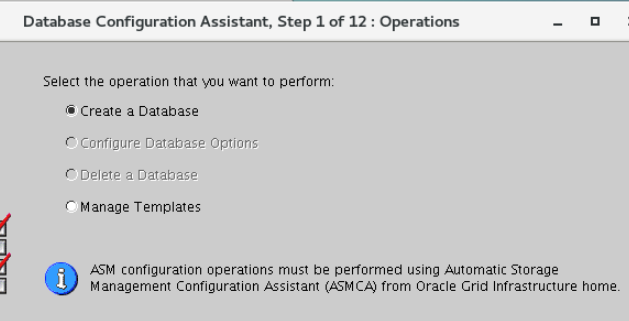 Database Configuration Assistant, Step 1 of 12 : Operations
Select the operation that you want to perform:
Create a Database
Configure Database Options
Delete a Database
Manage Templates
ASM configuration operations must be performed using Automatic Storage
Management Configuration Assistant (ASMCA) from Oracle Grid Infrastructure home.